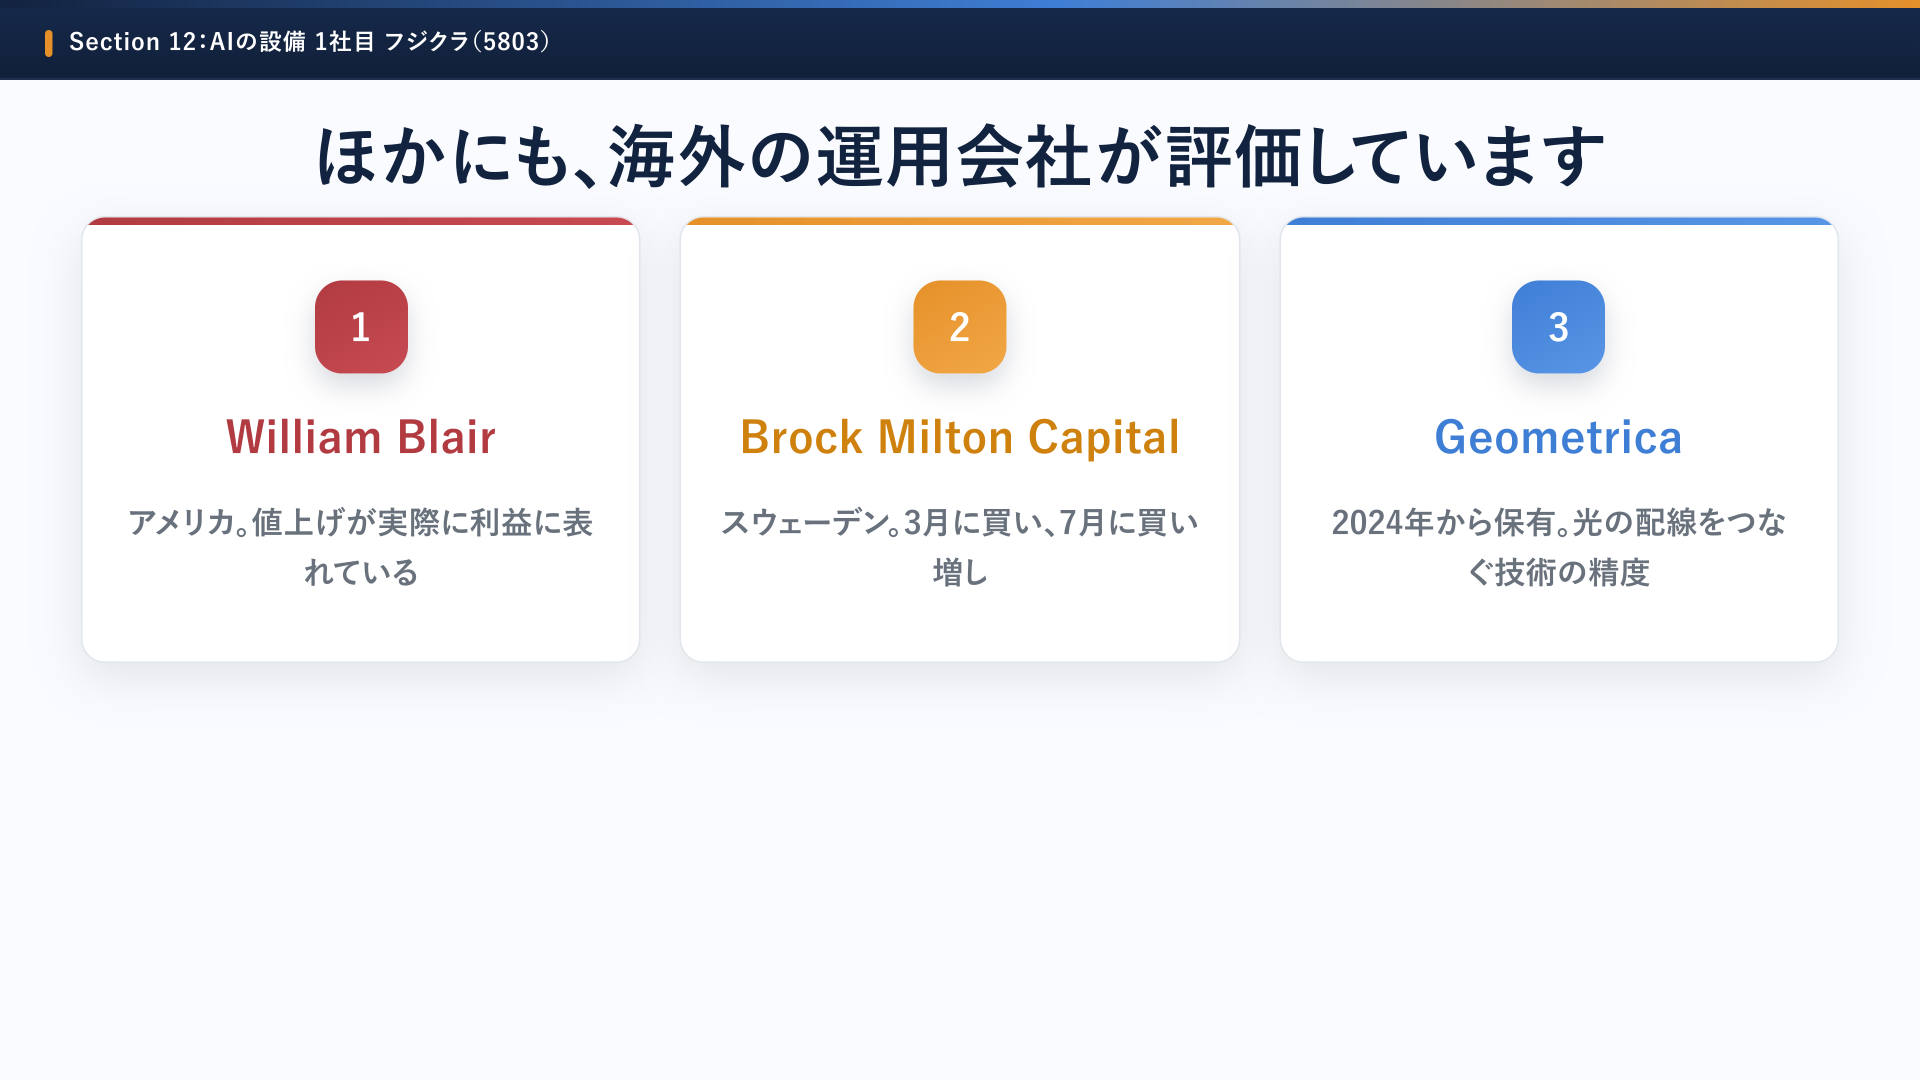 Section 12：AIの設備 1社目 フジクラ（5803）
ほかにも、海外の運用会社が評価しています
1
William Blair
アメリカ。値上げが実際に利益に表
れている
2
Brock Milton Capital
スウェーデン。3月に買い、7月に買い
増し
3
Geometrica
2024年から保有。光の配線をつな
ぐ技術の精度